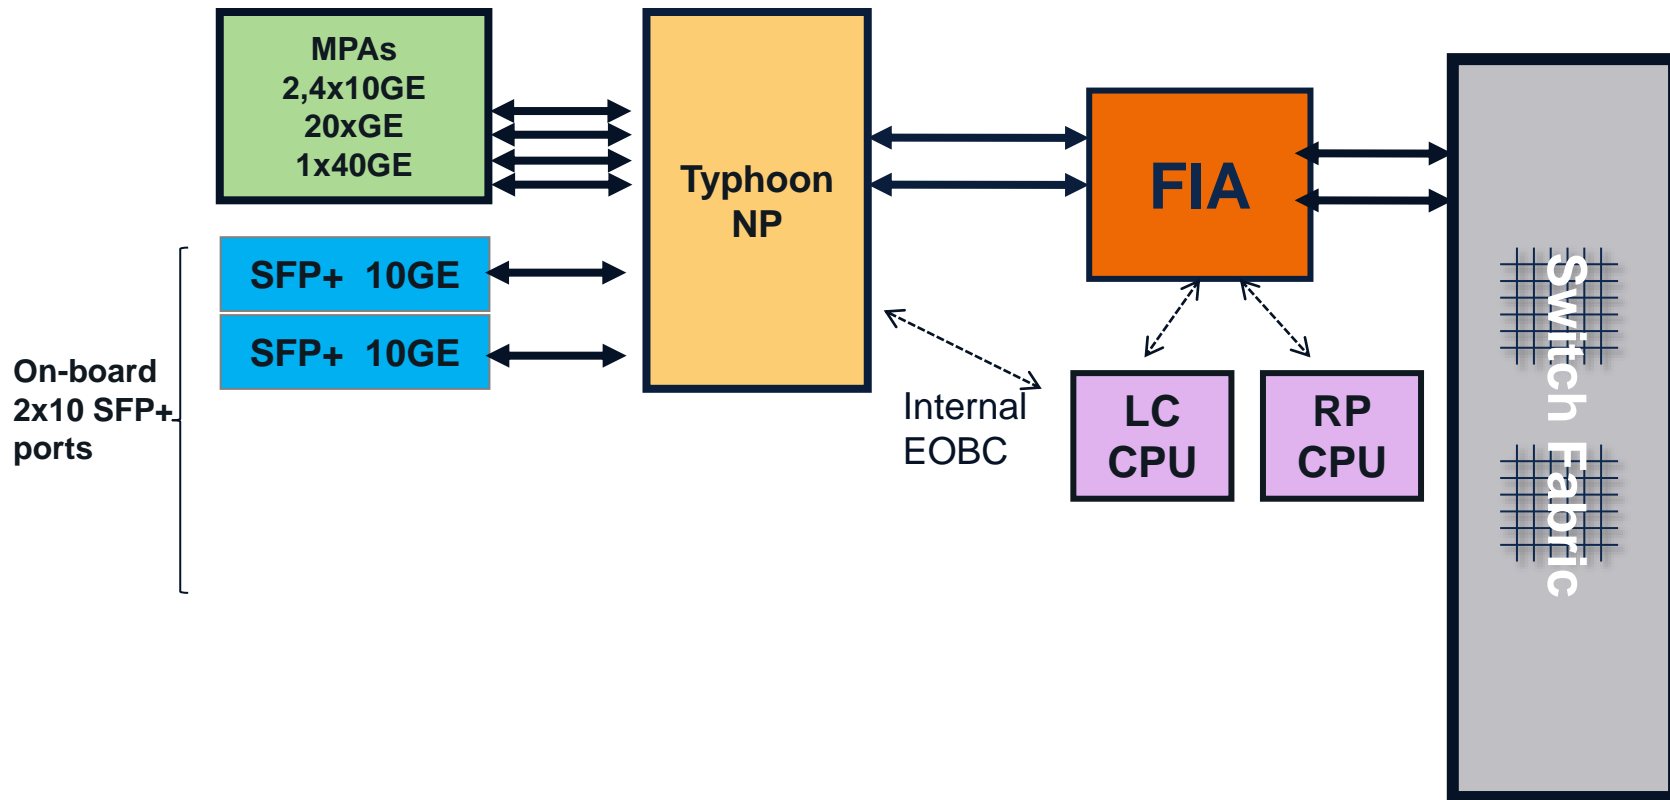 MPAs
2,4x10GE
20xGE
1x40GE
SFP+ 10GE
SFP+ 10GE
On-board
2x10 SFP+
ports
Typhoon
NP
FIA
Internal
EOBC
LC
CPU
RP
CPU
Switch Fabric